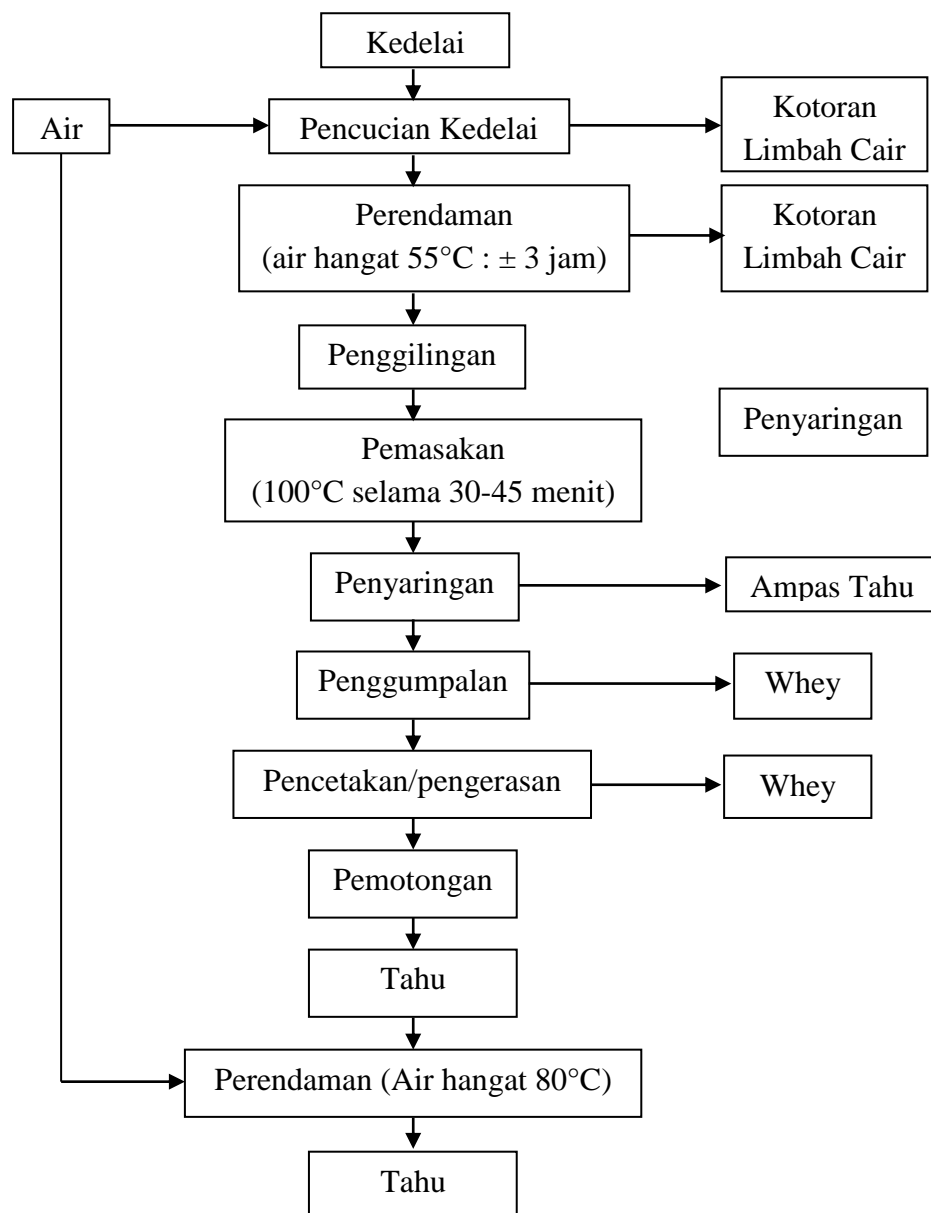 Kedelai
Air
Pencucian Kedelai
Kotoran
Limbah Cair
Perendaman
(air hangat 55°C : ± 3 jam)
Kotoran
Limbah Cair
Penggilingan
Penyaringan
Pemasakan
(100°C selama 30-45 menit)
Penyaringan
Ampas Tahu
Penggumpalan
Whey
Pencetakan/pengerasan
Whey
Pemotongan
Tahu
Perendaman (Air hangat 80°C)
Tahu